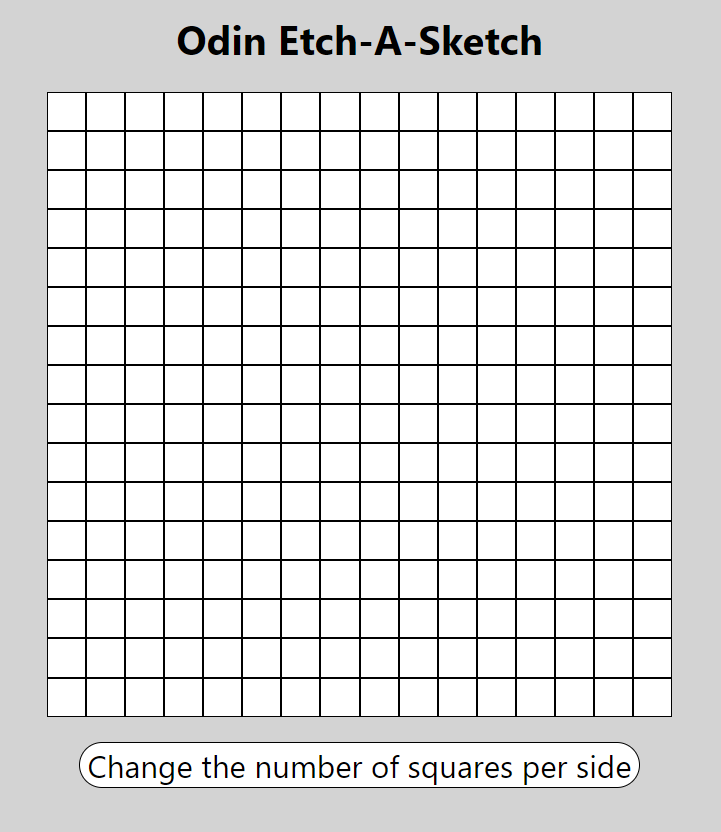 Odin Etch-A-Sketch
Change the number of squares per side